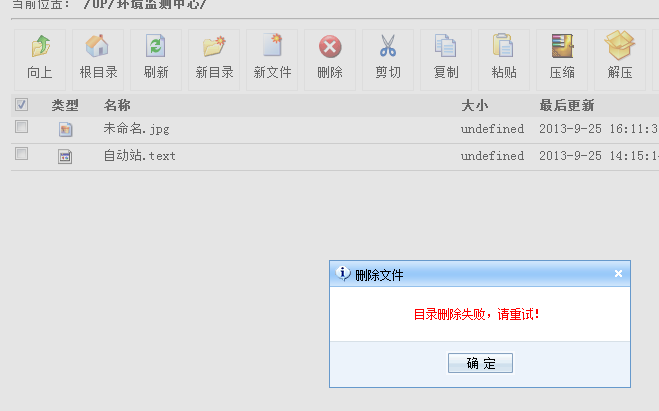 当前位置： /UP/环境监测中心/
向上 根目录 刷新 新目录 新文件 删除 剪切 复制 粘贴 压缩 解压
类型 名称 大小 最后更新
未命名.jpg undefined 2013-9-25 16:11:3
自动站.text undefined 2013-9-25 14:15:1
删除文件
目录删除失败，请重试！
确 定